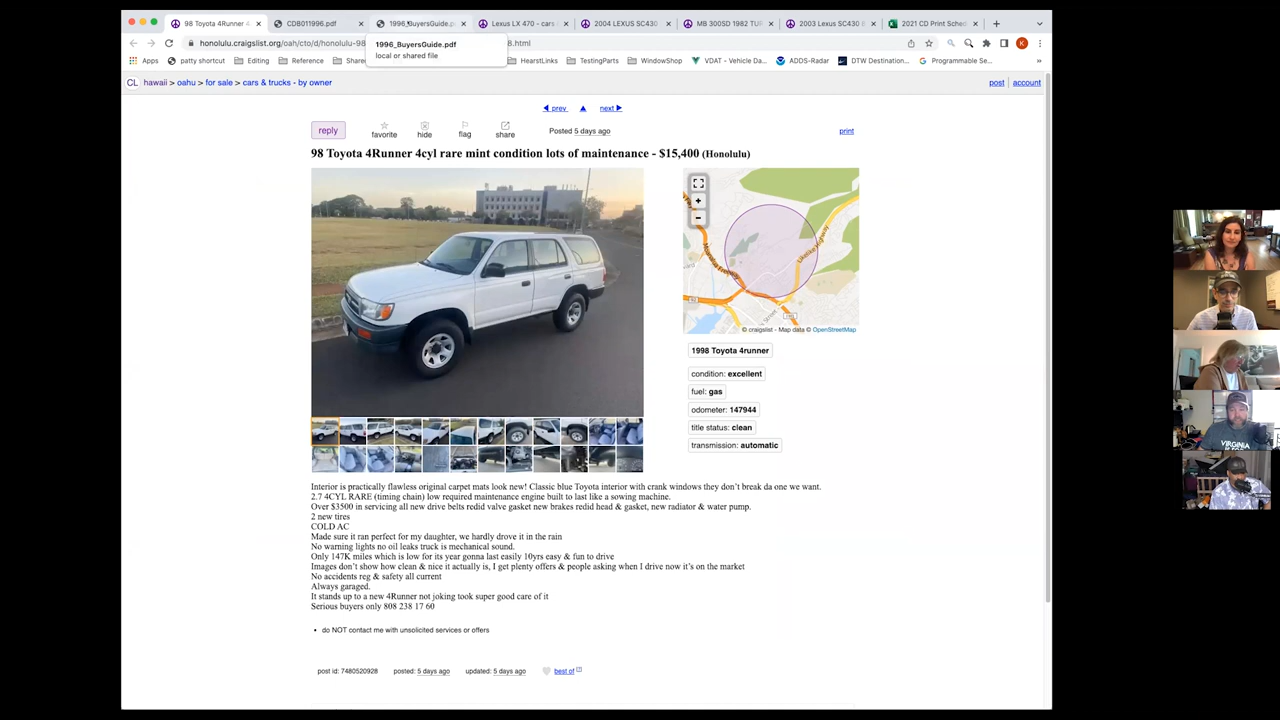 98 Toyota 4Runner 4
CDB011996.pdf
1996_BuyersGuide.p
Lexus LX 470 - cars
2004 LEXUS SC430
MB 300SD 1982 TUR
2003 Lexus SC430
2021 CD Print Sched
1996_BuyersGuide.pdf
local or shared file
honolulu.craigslist.org/oah/cto/d/honolulu-98
8.html
K
Apps
patty shortcut
Editing
Reference
Share
HearstLinks
TestingParts
WindowShop
VDAT - Vehicle Da...
ADDS-Radar
DTW Destination...
Programmable Se...
CL hawaii > oahu > for sale > cars & trucks - by owner
post
account
prev
next
reply
favorite
hide
flag
share
Posted 5 days ago
print
98 Toyota 4Runner 4cyl rare mint condition lots of maintenance - $15,400 (Honolulu)
+
−
Likelike Highway
© craigslist - Map data © OpenStreetMap
1998 Toyota 4runner
condition: excellent
fuel: gas
odometer: 147944
title status: clean
transmission: automatic
Interior is practically flawless original carpet mats look new! Classic blue Toyota interior with crank windows they don't break da one we want.
2.7 4CYL RARE (timing chain) low required maintenance engine built to last like a sowing machine.
Over $3500 in servicing all new drive belts redid valve gasket new brakes redid head & gasket, new radiator & water pump.
2 new tires
COLD AC
Made sure it ran perfect for my daughter, we hardly drove it in the rain
No warning lights no oil leaks truck is mechanical sound.
Only 147K miles which is low for its year gonna last easily 10yrs easy & fun to drive
Images don't show how clean & nice it actually is, I get plenty offers & people asking when I drive now it's on the market
No accidents reg & safety all current
Always garaged.
It stands up to a new 4Runner not joking took super good care of it
Serious buyers only 808 238 17 60
• do NOT contact me with unsolicited services or offers
post id: 7480520928
posted: 5 days ago
updated: 5 days ago
best of [?]
VIRGINIA